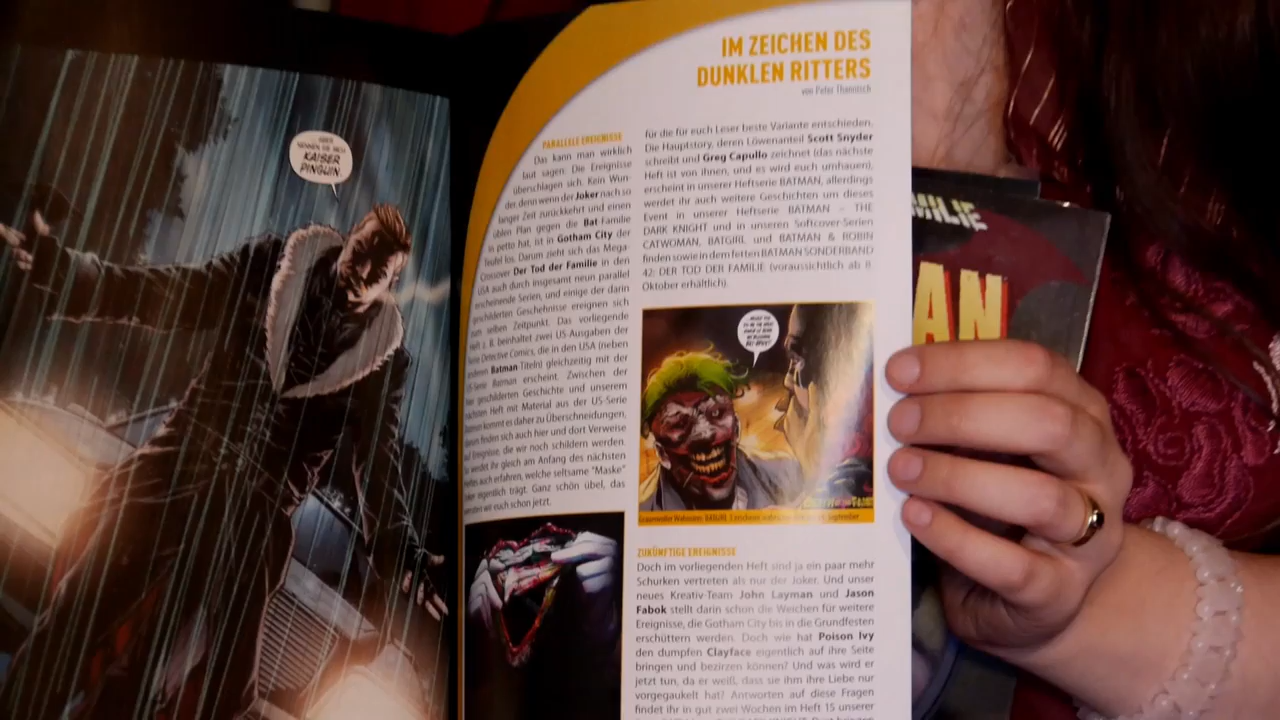 KAISER
PINGUIN.
IM ZEICHEN DES
DUNKLEN RITTERS
von Peter Thannisch
PARALLELE EREIGNISSE
Das kann man wirklich
laut sagen. Die Ereignisse
überschlagen sich. Kein Wun-
der, denn wenn der Joker nach so
langer Zeit zurückkehrt und einen
üblen Plan gegen die Bat-Familie
in petto hat, ist in Gotham City der
Teufel los. Darum zieht sich das Mega-
Crossover Der Tod der Familie in den
USA auch durch insgesamt neun parallel
erscheinende Serien, und einige der darin
geschilderten Geschehnisse ereignen sich
zum selben Zeitpunkt. Das vorliegende
Heft z. B. beinhaltet zwei US-Ausgaben der
Serie Detective Comics, die in den USA (neben
anderen Batman-Titeln) gleichzeitig mit der
US-Serie Batman erscheint. Zwischen der
hier geschilderten Geschichte und unserem
nächsten Heft mit Material aus der US-Serie
Batman kommt es daher zu Überschneidungen,
darum finden sich auch hier und dort Verweise
auf Ereignisse, die wir noch schildern werden.
So werdet ihr gleich am Anfang des nächsten
Heftes auch erfahren, welche seltsame "Maske"
Joker eigentlich trägt. Ganz schön übel, das
wir euch schon jetzt.
für die für euch Leser beste Variante entschieden.
Die Hauptstory, deren Löwenanteil Scott Snyder
schreibt und Greg Capullo zeichnet (das nächste
Heft ist von ihnen, und es wird euch umhauen),
erscheint in unserer Heftserie BATMAN, allerdings
werdet ihr auch weitere Geschichten um dieses
Event in unserer Heftserie BATMAN – THE
DARK KNIGHT und in unseren Softcover-Serien
CATWOMAN, BATGIRL und BATMAN & ROBIN
finden sowie in dem fetten BATMAN SONDERBAND
42: DER TOD DER FAMILIE (voraussichtlich ab 8.
Oktober erhältlich).
ZUKÜNFTIGE EREIGNISSE
Doch im vorliegenden Heft sind ja ein paar mehr
Schurken vertreten als nur der Joker. Und unser
neues Kreativ-Team John Layman und Jason
Fabok stellt darin schon die Weichen für weitere
Ereignisse, die Gotham City bis in die Grundfesten
erschüttern werden. Doch wie hat Poison Ivy
den dumpfen Clayface eigentlich auf ihre Seite
bringen und bezirzen können? Und was wird er
jetzt tun, da er weiß, dass sie ihm ihre Liebe nur
vorgegaukelt hat? Antworten auf diese Fragen
findet ihr in gut zwei Wochen im Heft 15 unserer
MILIE
AN